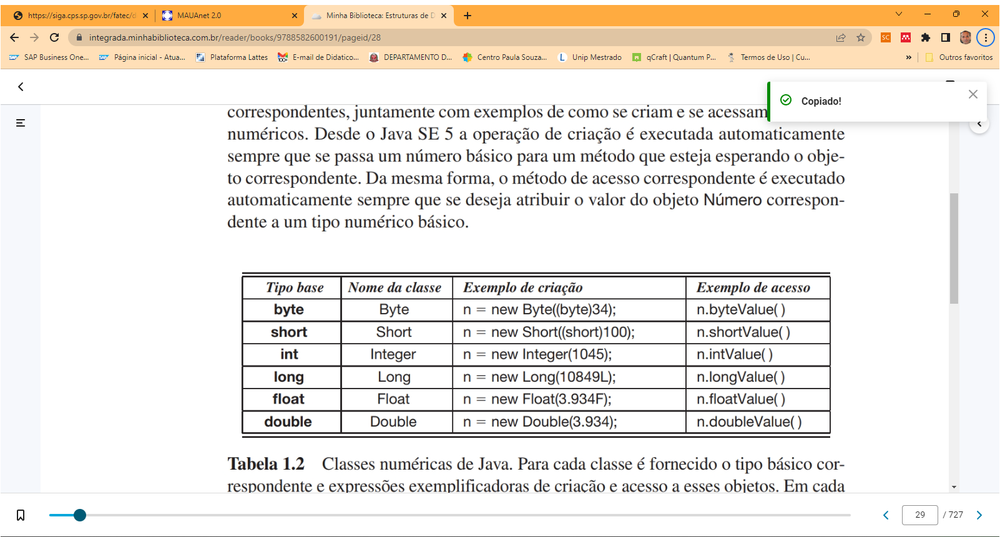 https://siga.cps.sp.gov.br/fatec/d
MAUAnet 2.0
Minha Biblioteca: Estruturas de D
integrada.minhabiblioteca.com.br/reader/books/9788582600191/pageid/28
SC
SAP Business One...
Página inicial - Atua...
Plataforma Lattes
E-mail de Didatico...
DEPARTAMENTO D...
Centro Paula Souza...
L Unip Mestrado
qCraft | Quantum P...
Termos de Uso | Cu...
»
Outros favoritos
Copiado!
correspondentes, juntamente com exemplos de como se criam e se acessam
numéricos. Desde o Java SE 5 a operação de criação é executada automaticamente
sempre que se passa um número básico para um método que esteja esperando o obje-
to correspondente. Da mesma forma, o método de acesso correspondente é executado
automaticamente sempre que se deseja atribuir o valor do objeto Número correspon-
dente a um tipo numérico básico.
Tipo base Nome da classe Exemplo de criação Exemplo de acesso
byte Byte n = new Byte((byte)34); n.byteValue( )
short Short n = new Short((short)100); n.shortValue( )
int Integer n = new Integer(1045); n.intValue( )
long Long n = new Long(10849L); n.longValue( )
float Float n = new Float(3.934F); n.floatValue( )
double Double n = new Double(3.934); n.doubleValue( )
Tabela 1.2 Classes numéricas de Java. Para cada classe é fornecido o tipo básico cor-
respondente e expressões exemplificadoras de criação e acesso a esses objetos. Em cada
29 / 727